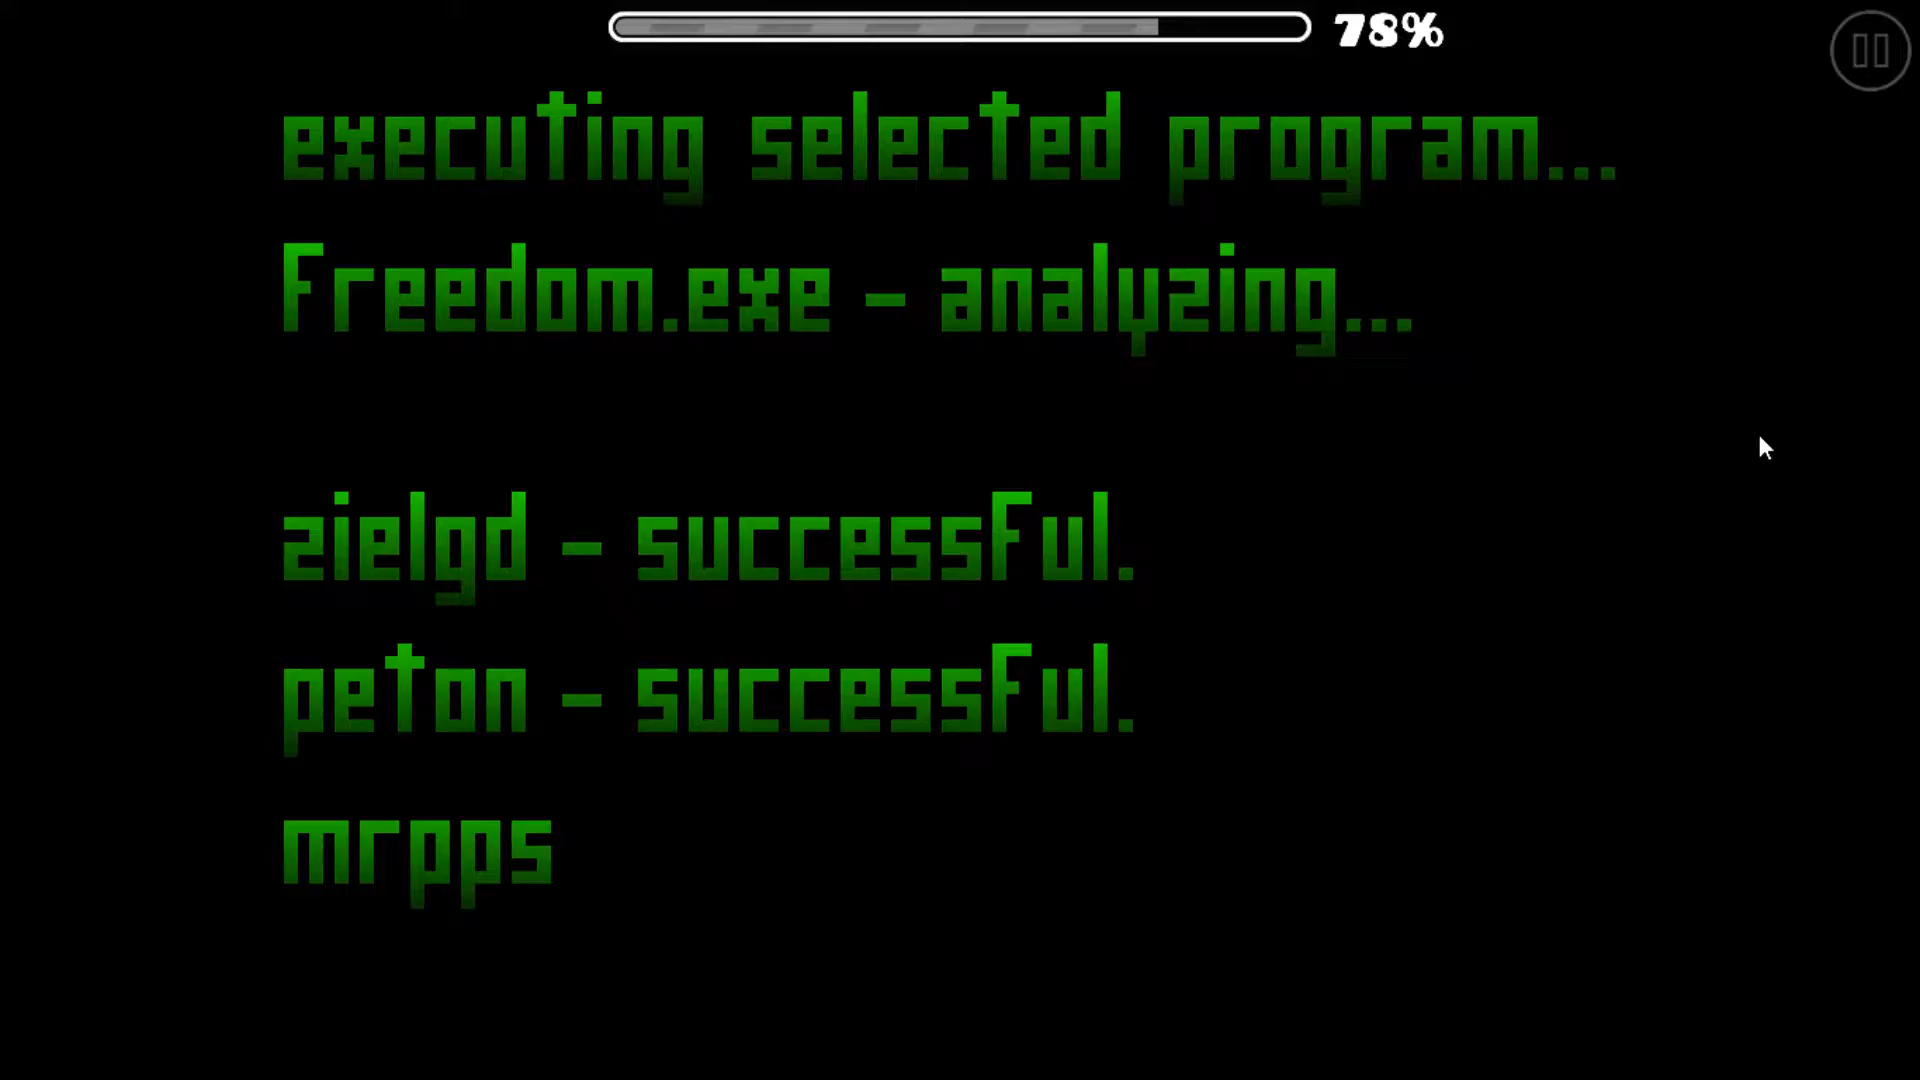 78%
executing selected program...
Freedom.exe - analyzing...
zielgd - successful.
peton - successful.
mrpps